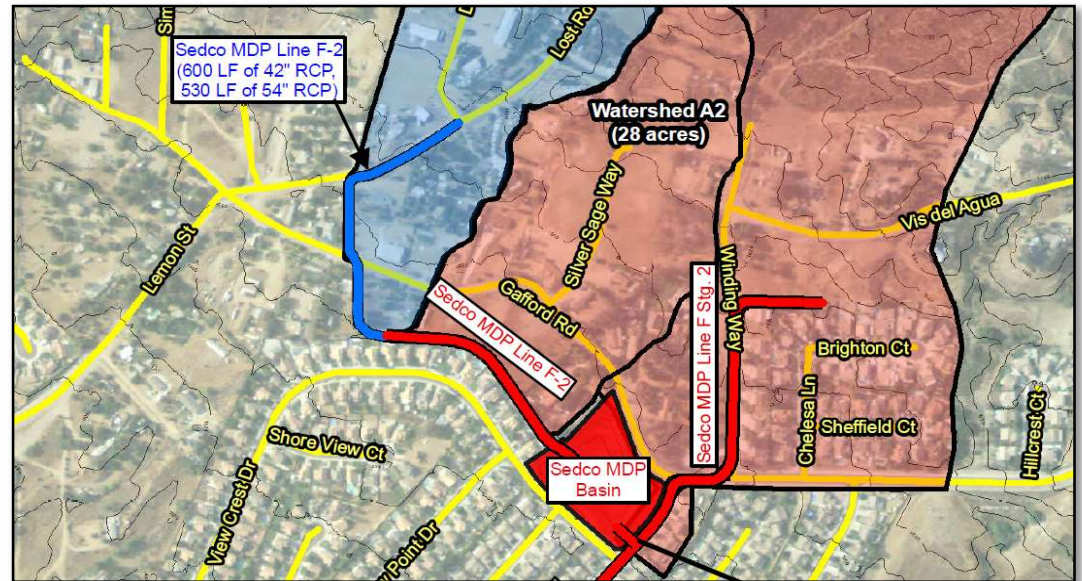 Sedco MDP Line F-2
(600 LF of 42" RCP,
530 LF of 54" RCP)
Lost Rd
Watershed A2
(28 acres)
Silver Sage Way
Vis del Agua
Lemon St
Winding Way
Gafford Rd
Sedco MDP Line F-2
Sedco MDP Line F Stg. 2
Brighton Ct
Chelesa Ln
Sheffield Ct
Hillcrest Ct
Shore View Ct
View Crest Dr
Sedco MDP
Basin
Point Dr